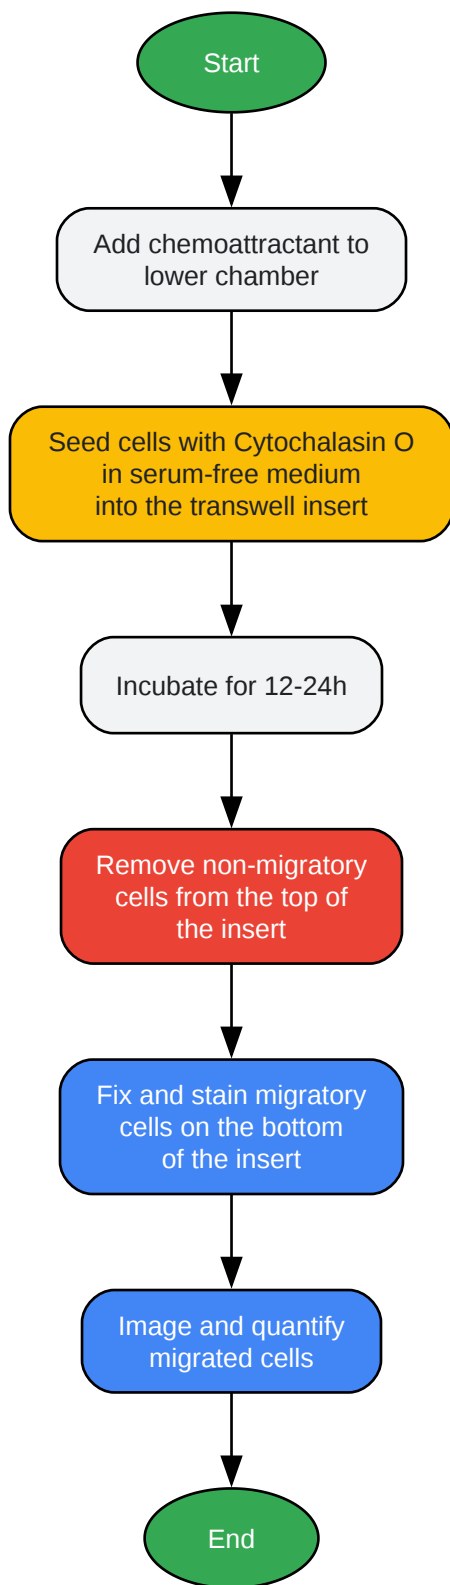 Start
Add chemoattractant to
lower chamber
Seed cells with Cytochalasin O
in serum-free medium
into the transwell insert
Incubate for 12-24h
Remove non-migratory
cells from the top of
the insert
Fix and stain migratory
cells on the bottom
of the insert
Image and quantify
migrated cells
End